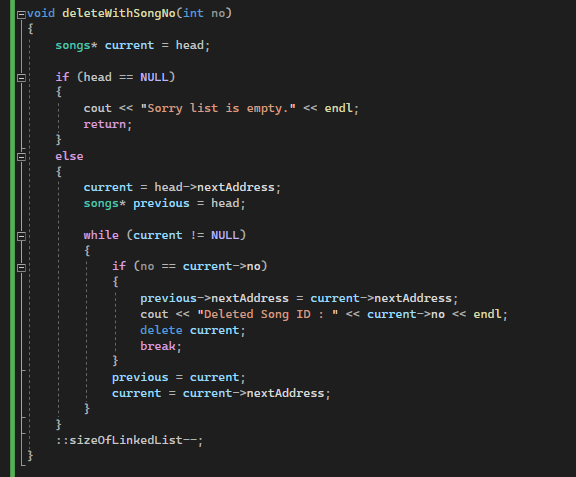 void deleteWithSongNo(int no)
{
songs* current = head;
if (head == NULL)
{
cout << "Sorry list is empty." << endl;
return;
}
else
{
current = head->nextAddress;
songs* previous = head;
while (current != NULL)
{
if (no == current->no)
{
previous->nextAddress = current->nextAddress;
cout << "Deleted Song ID : " << current->no << endl;
delete current;
break;
}
previous = current;
current = current->nextAddress;
}
}
::sizeOfLinkedList--;
}